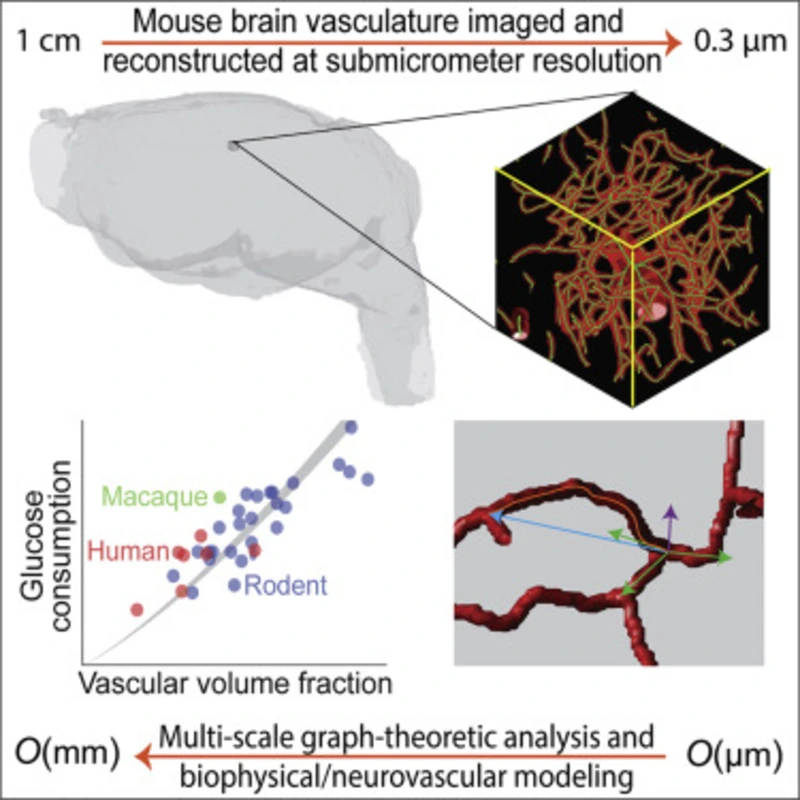 1 cm
Mouse brain vasculature imaged and
reconstructed at submicrometer resolution
0.3 μm
Glucose
consumption
Macaque
Human
Rodent
Vascular volume fraction
O(mm)
Multi-scale graph-theoretic analysis and
biophysical/neurovascular modeling
O(μm)